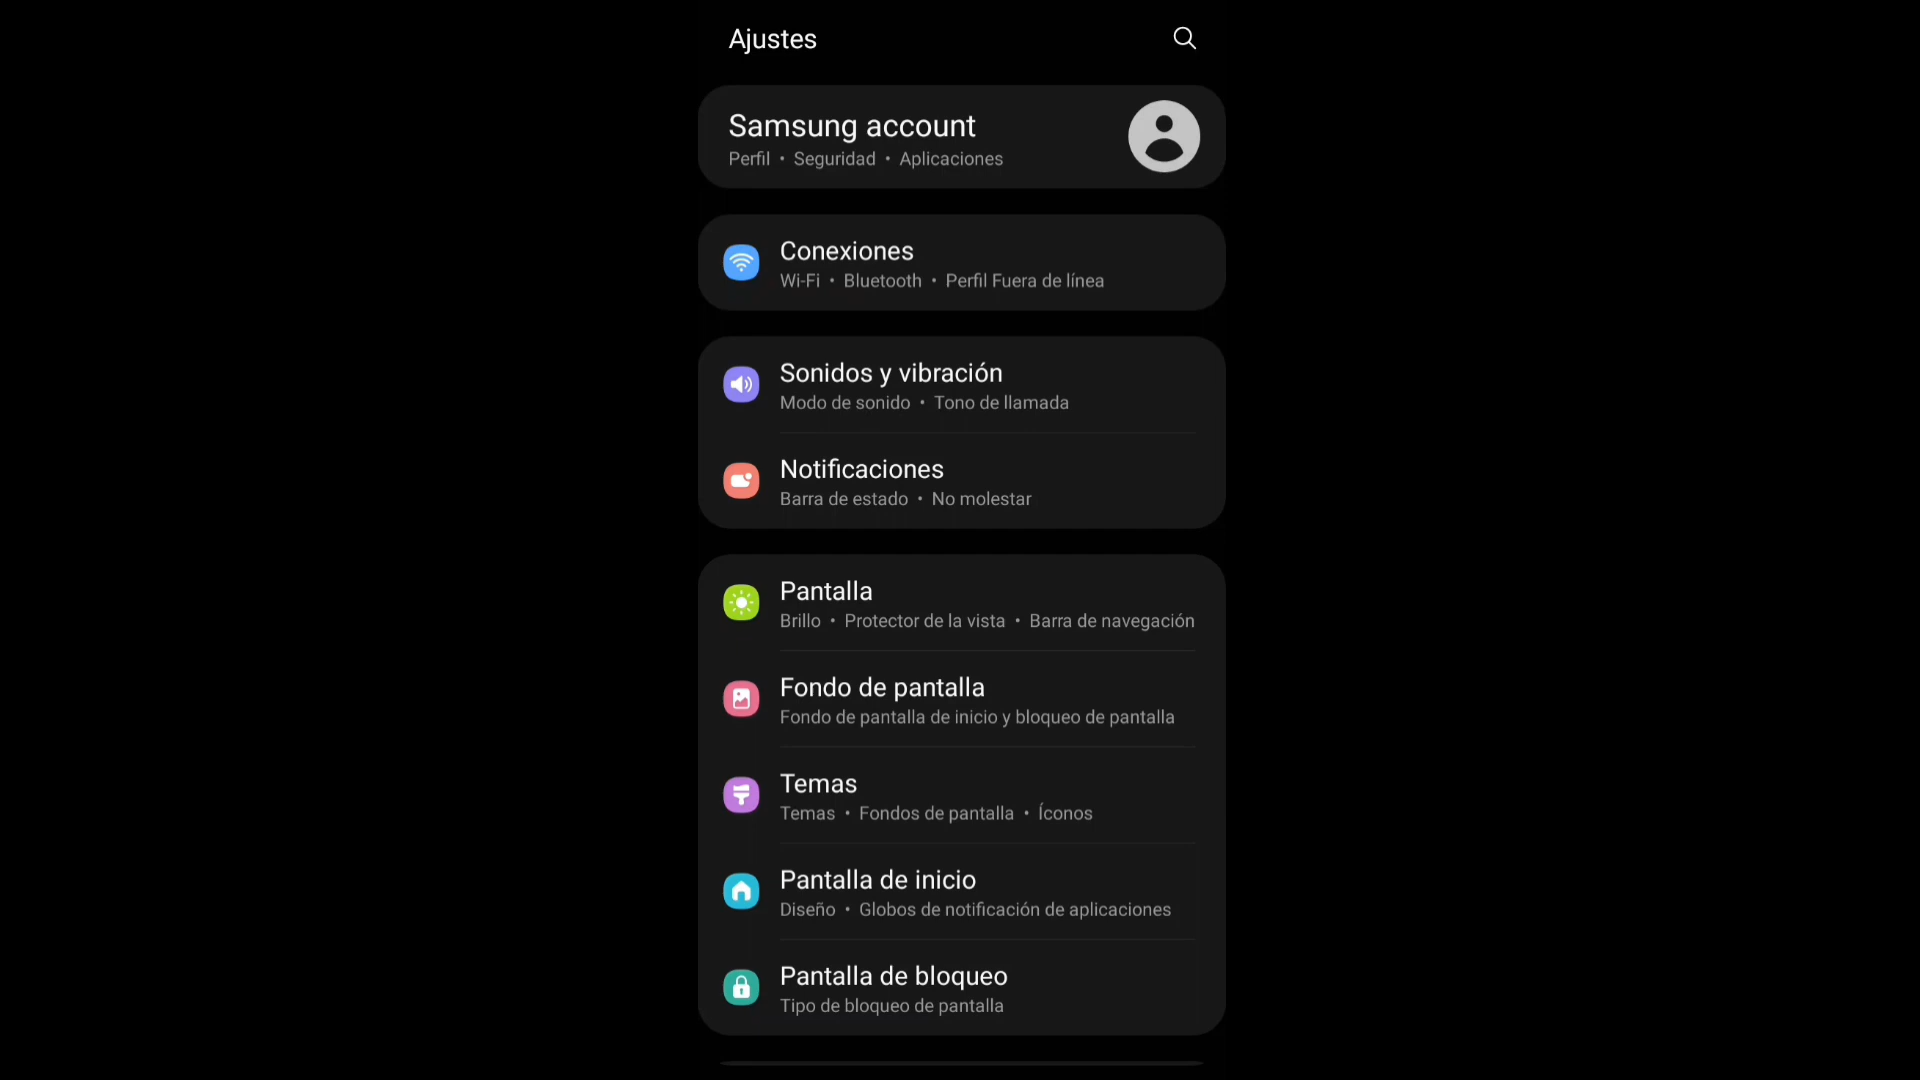 Ajustes
Samsung account
Perfil • Seguridad • Aplicaciones
Conexiones
Wi-Fi • Bluetooth • Perfil Fuera de línea
Sonidos y vibración
Modo de sonido • Tono de llamada
Notificaciones
Barra de estado • No molestar
Pantalla
Brillo • Protector de la vista • Barra de navegación
Fondo de pantalla
Fondo de pantalla de inicio y bloqueo de pantalla
Temas
Temas • Fondos de pantalla • Íconos
Pantalla de inicio
Diseño • Globos de notificación de aplicaciones
Pantalla de bloqueo
Tipo de bloqueo de pantalla